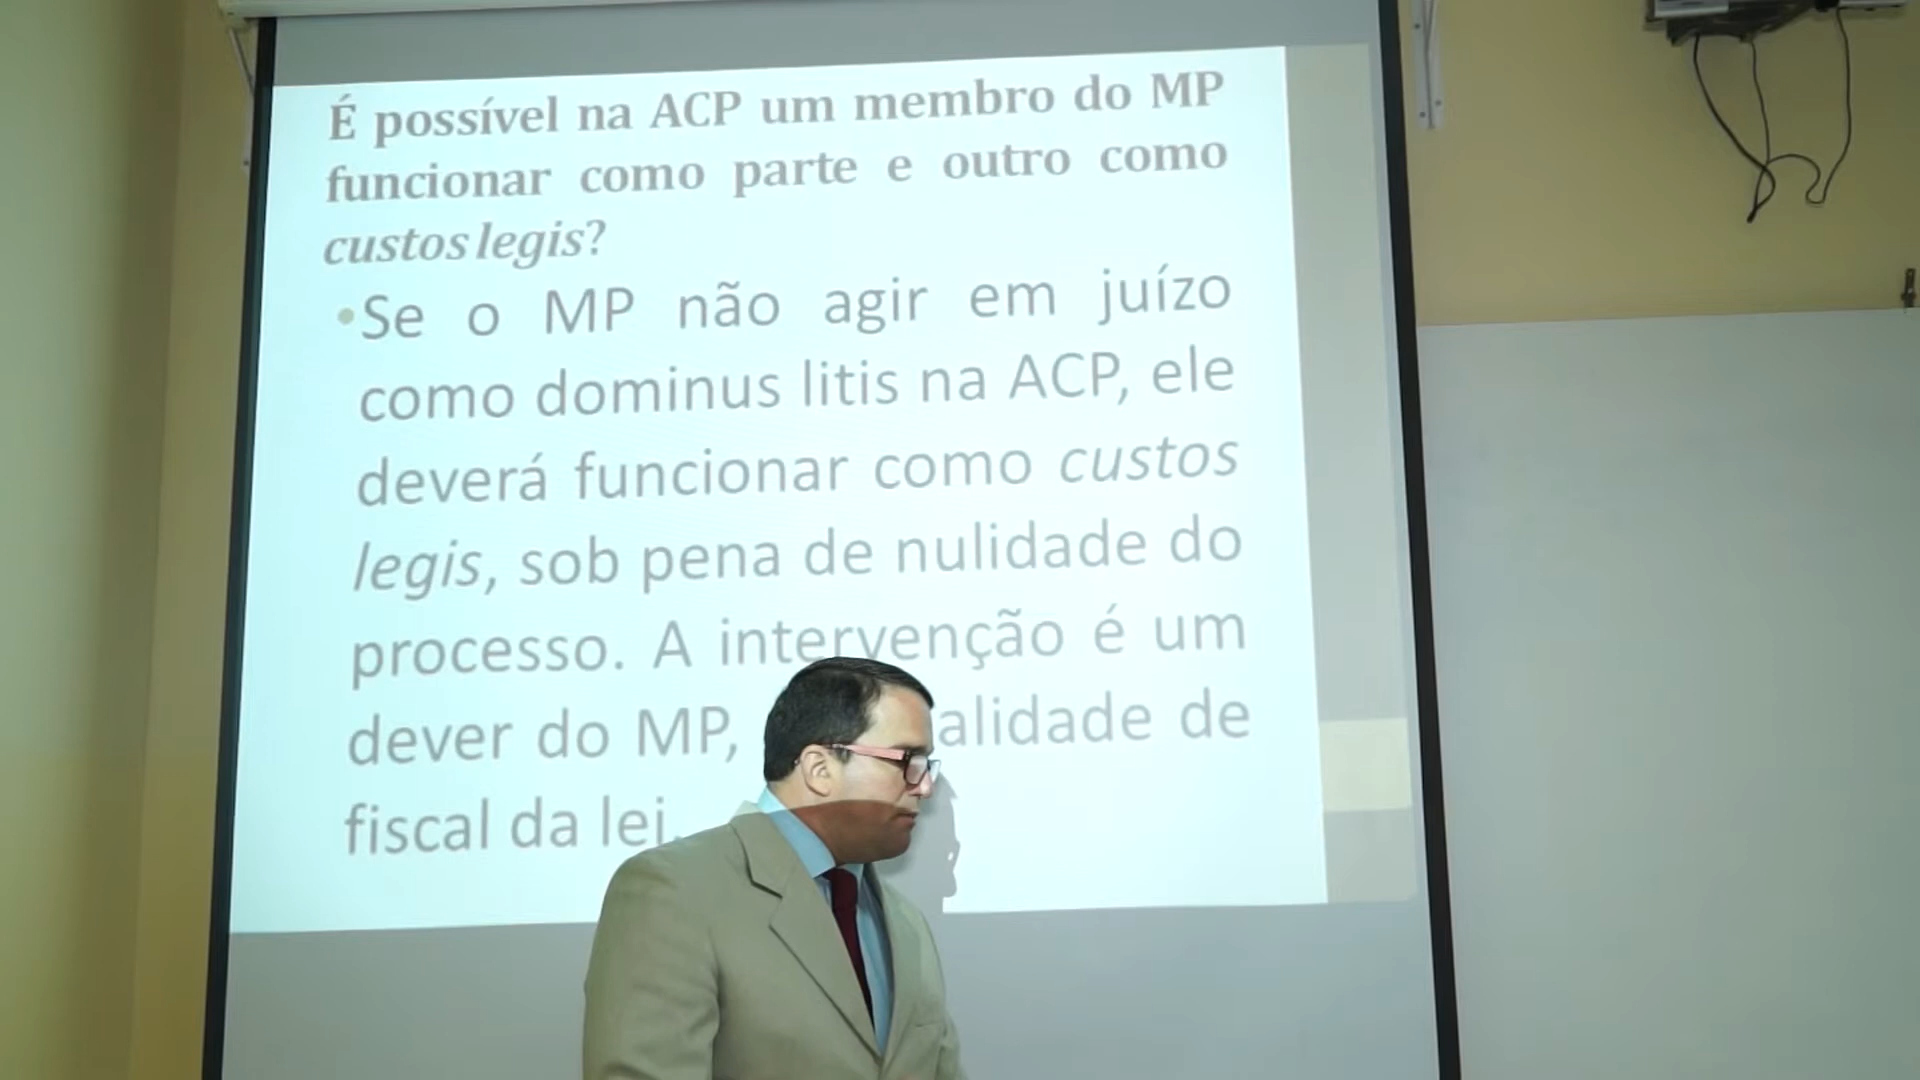 É possível na ACP um membro do MP
funcionar como parte e outro como
custos legis?
•Se o MP não agir em juízo
como dominus litis na ACP, ele
deverá funcionar como custos
legis, sob pena de nulidade do
processo. A intervenção é um
dever do MP, alidade de
fiscal da lei.